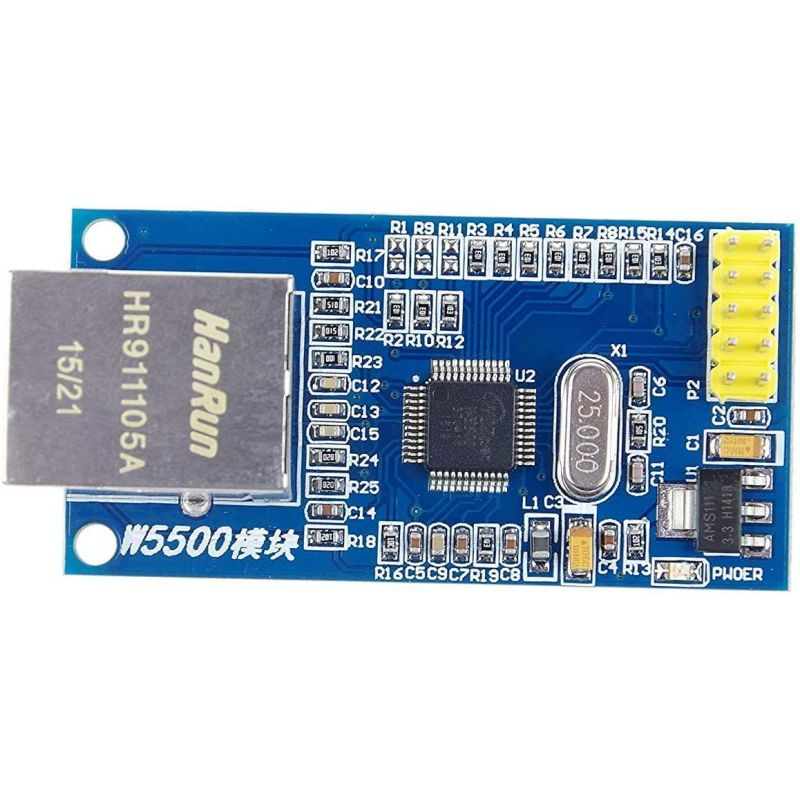 HanRun
HR911105A
15/21
R1 R9 R11 R3 R4 R5 R6 R7 R8 R15 R14 C16
R17
C10
R21
R22
R23
C12
C13
C15
R24
R25
C14
R18
R2 R10 R12
U2
X1
25.000
C6
R20
C11
P2
C2
C1
U1
AMS111
3.3 H1418
L1 C3
W5500模块
R16 C5 C9 C7 R19 C8
C4 R13 PWOER